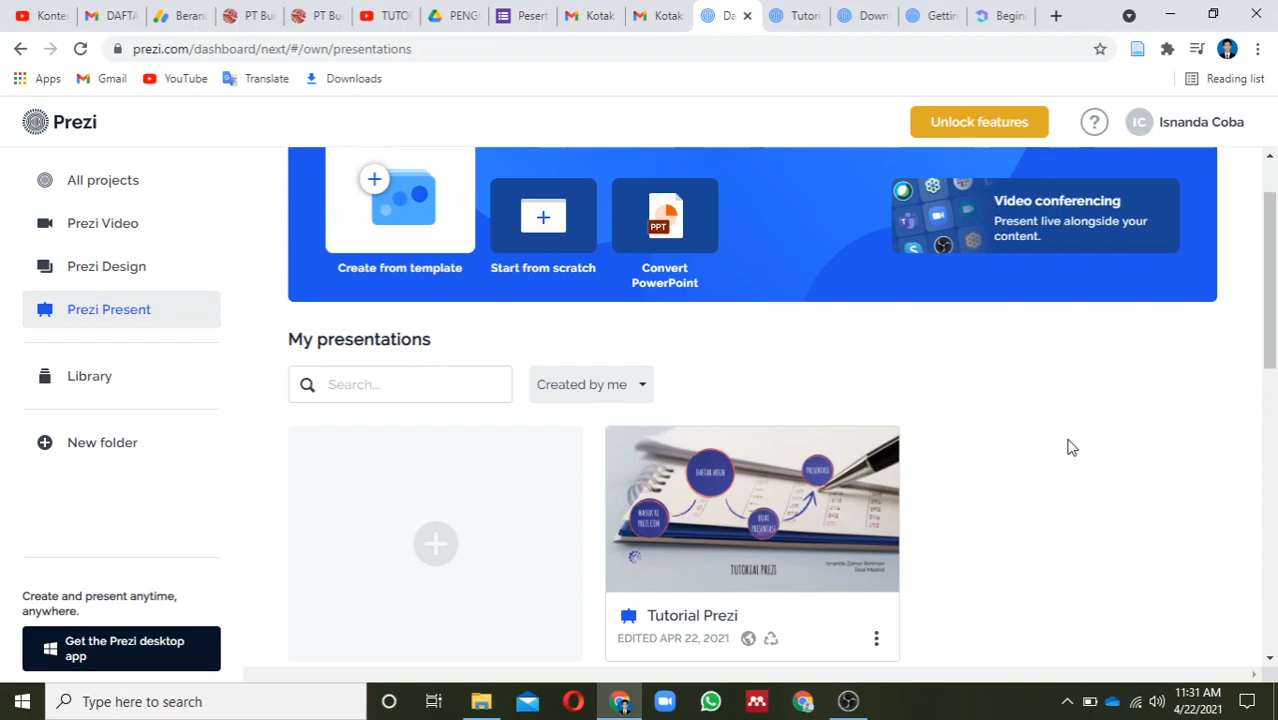 Konte
DAFTA
Beran
PT Bu
PT Bu
TUTO
PENG
Pesert
Kotak
Kotak
Da
Tutori
Down
Gettin
Begin
prezi.com/dashboard/next/#/own/presentations
Apps
Gmail
YouTube
Translate
Downloads
Reading list
Prezi
Unlock features
?
IC
Isnanda Coba
All projects
Prezi Video
Prezi Design
Prezi Present
Library
New folder
Create and present anytime,
anywhere.
Get the Prezi desktop
app
Create from template
Start from scratch
PPT
Convert
PowerPoint
Video conferencing
Present live alongside your
content.
My presentations
Search...
Created by me
DAFTAR AKUN
PRESENTASI
MASUK KE
PREZI.COM
BUAT
PRESENTASI
TUTORIAL PREZI
Real Madrid
Tutorial Prezi
EDITED APR 22, 2021
Type here to search
11:31 AM
4/22/2021